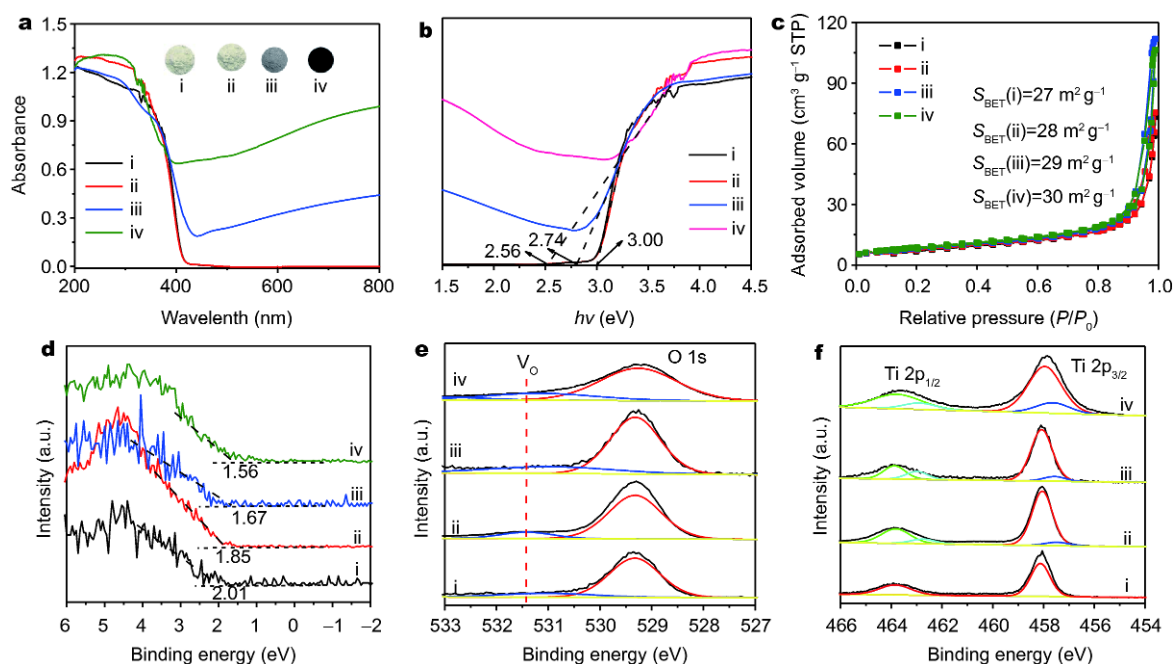 a
1.5
1.2
0.9
0.6
0.3
0.0
Absorbance
i
ii
iii
iv
i
ii
iii
iv
200
400
600
800
Wavelenth (nm)
b
i
ii
iii
iv
2.56
2.74
3.00
1.5
2.0
2.5
3.0
3.5
4.0
4.5
hv (eV)
c
120
90
60
30
0
Adsorbed volume (cm³ g⁻¹ STP)
i
ii
iii
iv
S_BET(i)=27 m² g⁻¹
S_BET(ii)=28 m² g⁻¹
S_BET(iii)=29 m² g⁻¹
S_BET(iv)=30 m² g⁻¹
0.0
0.2
0.4
0.6
0.8
1.0
Relative pressure (P/P₀)
d
Intensity (a.u.)
iv
1.56
iii
1.67
ii
1.85
i
2.01
6
5
4
3
2
1
0
−1
−2
Binding energy (eV)
e
V_O
O 1s
Intensity (a.u.)
iv
iii
ii
i
533
532
531
530
529
528
527
Binding energy (eV)
f
Ti 2p₁/₂
Ti 2p₃/₂
Intensity (a.u.)
iv
iii
ii
i
466
464
462
460
458
456
454
Binding energy (eV)